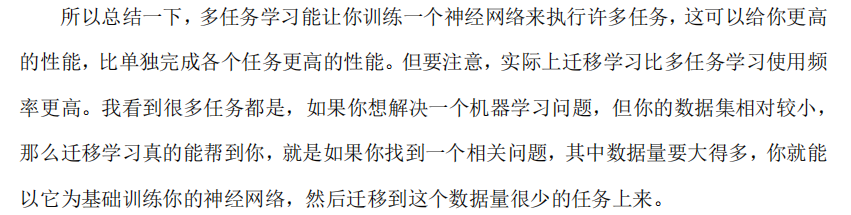 所以总结一下，多任务学习能让你训练一个神经网络来执行许多任务，这可以给你更高
的性能，比单独完成各个任务更高的性能。但要注意，实际上迁移学习比多任务学习使用频
率更高。我看到很多任务都是，如果你想解决一个机器学习问题，但你的数据集相对较小，
那么迁移学习真的能帮到你，就是如果你找到一个相关问题，其中数据量要大得多，你就能
以它为基础训练你的神经网络，然后迁移到这个数据量很少的任务上来。